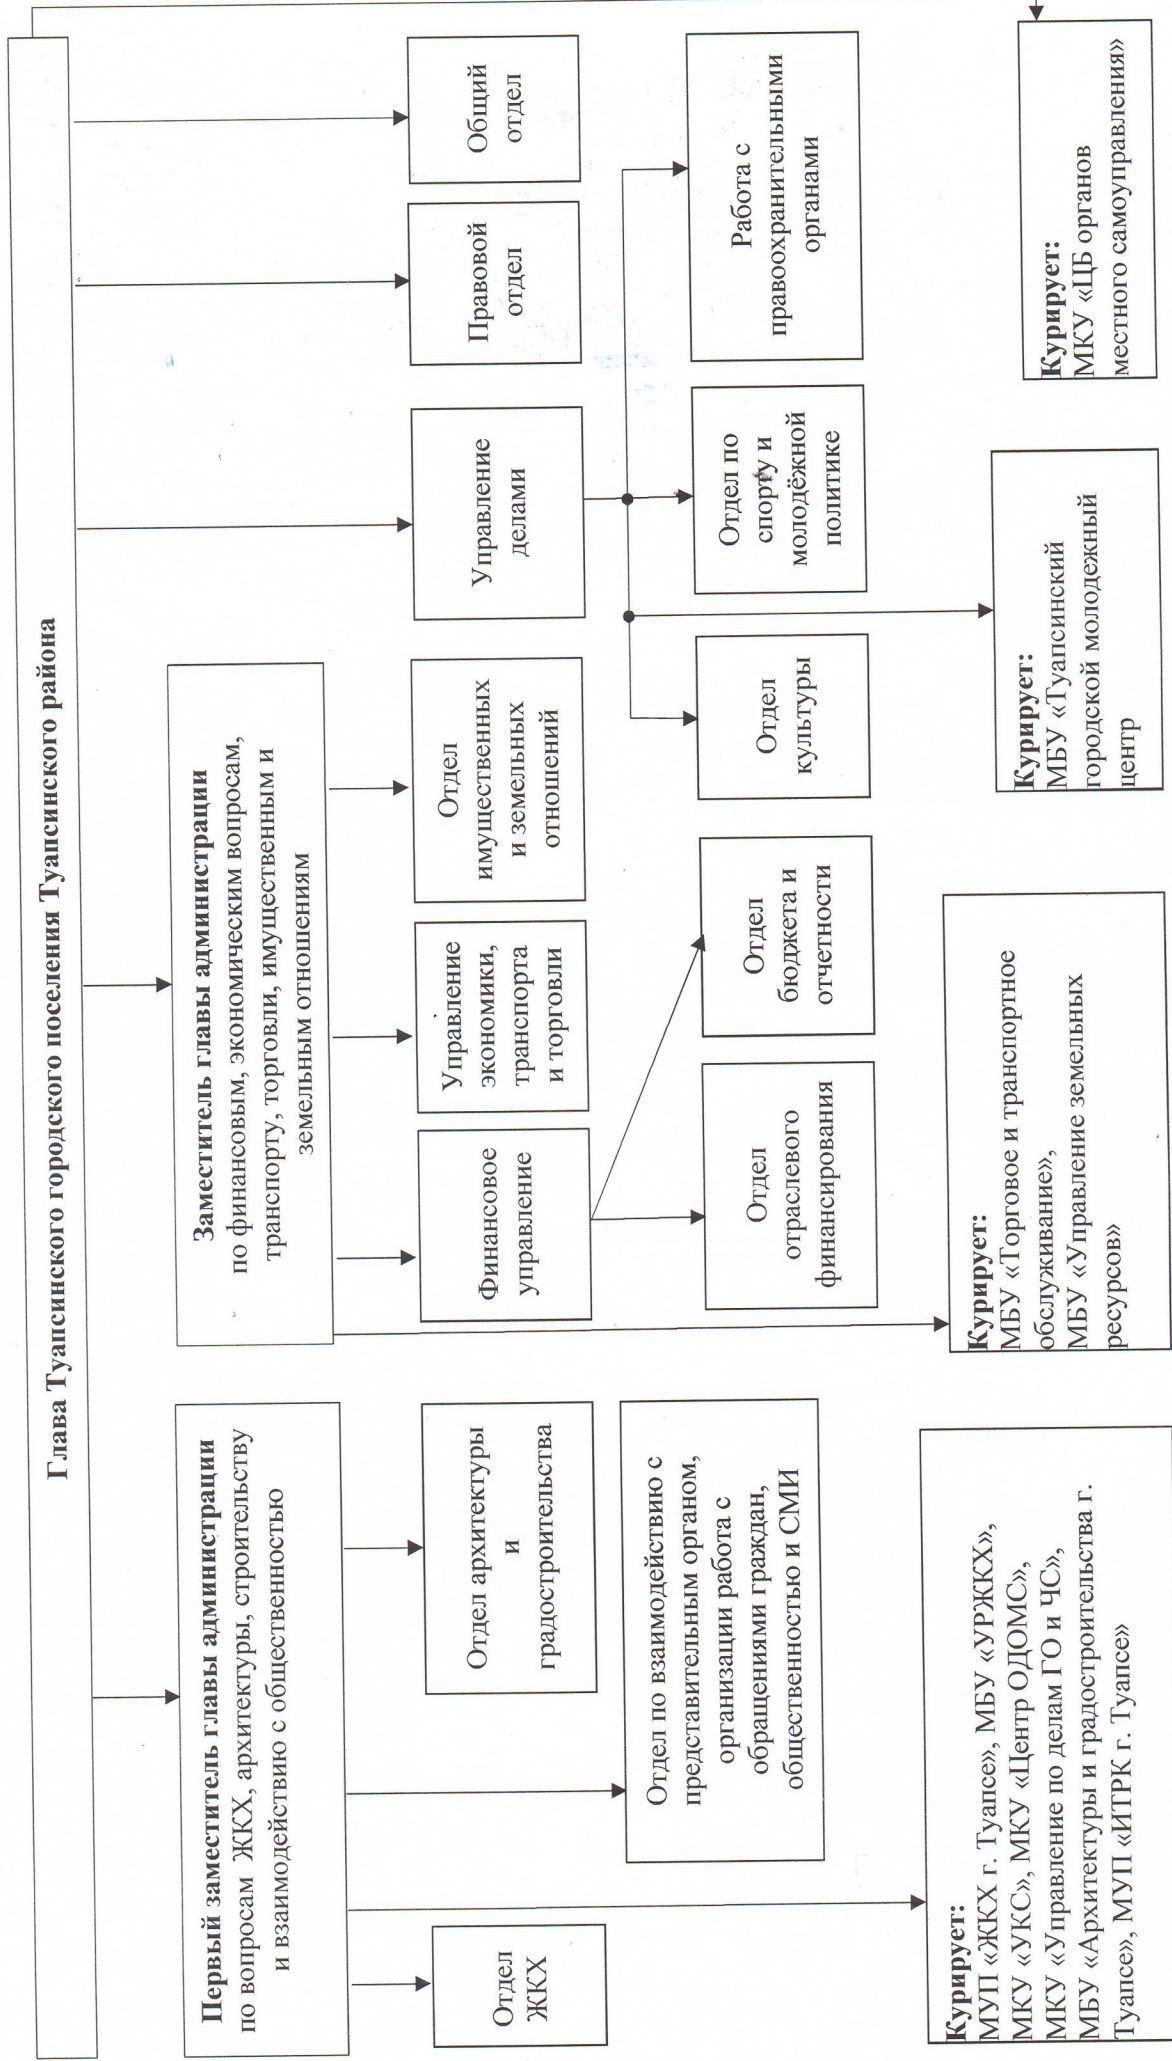 Глава Туапсинского городского поселения Туапсинского района
Первый заместитель главы администрации
по вопросам ЖКХ, архитектуры, строительству
и взаимодействию с общественностью
Заместитель главы администрации
по финансовым, экономическим вопросам,
транспорту, торговли, имущественным и
земельным отношениям
Отдел
ЖКХ
Отдел архитектуры
и
градостроительства
Финансовое
управление
Управление
экономики,
транспорта
и торговли
Отдел
имущественных
и земельных
отношений
Управление
делами
Правовой
отдел
Общий
отдел
Отдел по взаимодействию с
представительным органом,
организации работа с
обращениями граждан,
общественностью и СМИ
Отдел
отраслевого
финансирования
Отдел
бюджета и
отчетности
Отдел
культуры
Отдел по
спорту и
молодёжной
политике
Работа с
правоохранительными
органами
Курирует:
МУП «ЖКХ г. Туапсе», МБУ «УРЖКХ»,
МКУ «УКС», МКУ «Центр ОДОМС»,
МКУ «Управление по делам ГО и ЧС»,
МБУ «Архитектуры и градостроительства г.
Туапсе», МУП «ИТРК г. Туапсе»
Курирует:
МБУ «Торговое и транспортное
обслуживание»,
МБУ «Управление земельных
ресурсов»
Курирует:
МБУ «Туапсинский
городской молодежный
центр
Курирует:
МКУ «ЦБ органов
местного самоуправления»